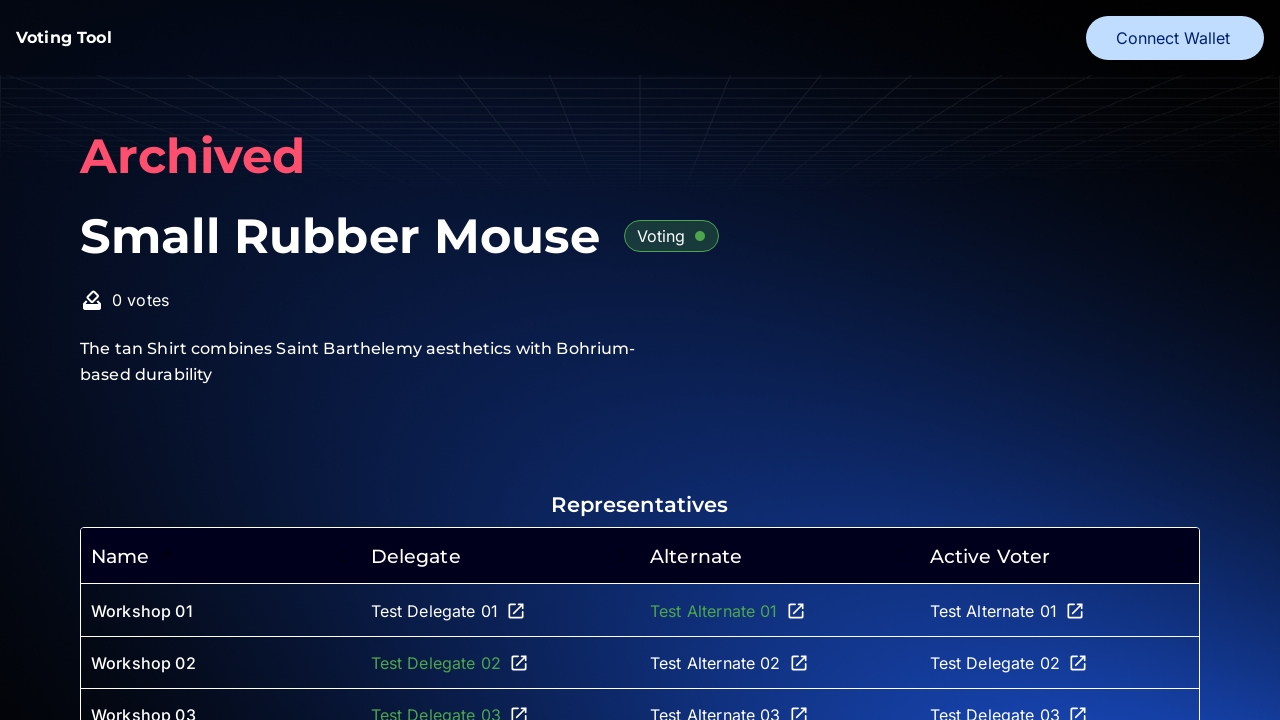 Voting Tool
Connect Wallet
Archived
Small Rubber Mouse
Voting
0 votes
The tan Shirt combines Saint Barthelemy aesthetics with Bohrium-
based durability
Representatives
Name Delegate Alternate Active Voter
Workshop 01 Test Delegate 01 Test Alternate 01 Test Alternate 01
Workshop 02 Test Delegate 02 Test Alternate 02 Test Delegate 02
Workshop 03 Test Delegate 03 Test Alternate 03 Test Delegate 03